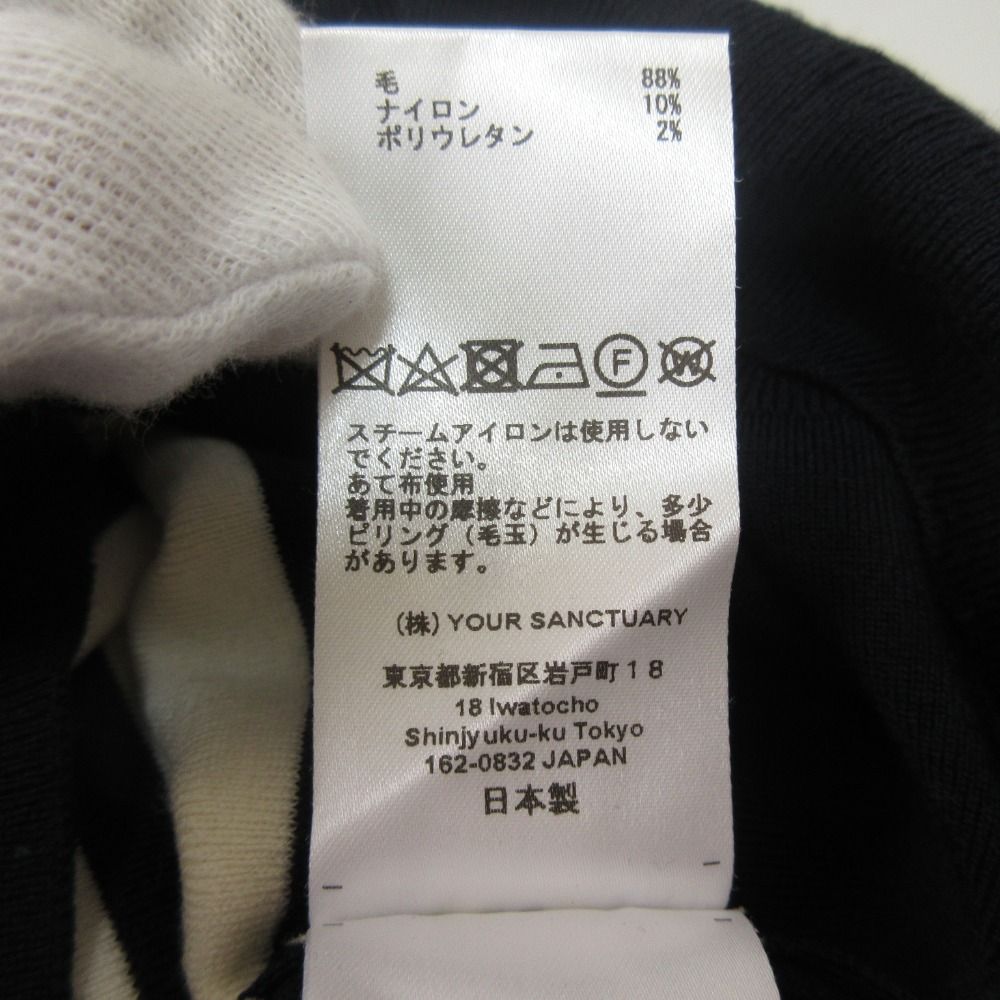 毛 88%
ナイロン 10%
ポリウレタン 2%
F W
スチームアイロンは使用しない
でください。
あて布使用
着用中の摩擦などにより、多少
ピリング（毛玉）が生じる場合
があります。
（株）YOUR SANCTUARY
東京都新宿区岩戸町１８
18 Iwatocho
Shinjyuku-ku Tokyo
162-0832 JAPAN
日本製